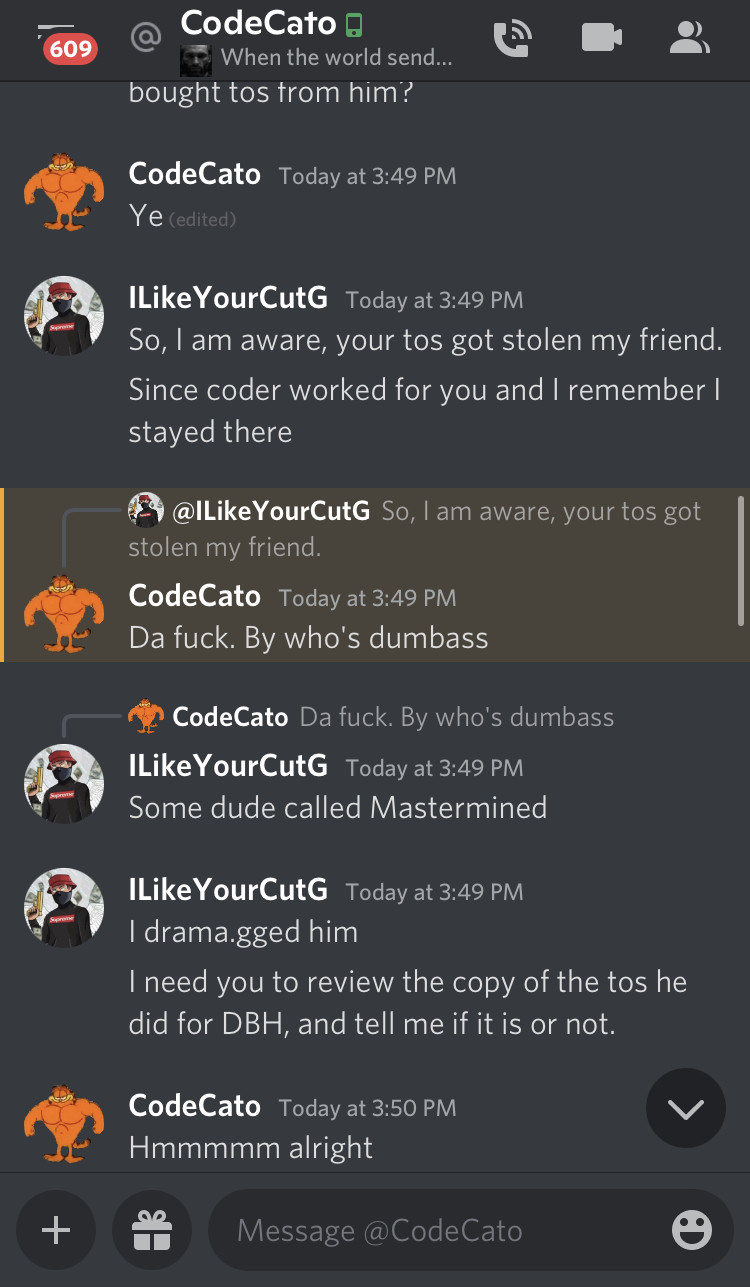 609
CodeCato
When the world send...
bought tos from him?
CodeCato Today at 3:49 PM
Ye (edited)
ILikeYourCutG Today at 3:49 PM
So, I am aware, your tos got stolen my friend.
Since coder worked for you and I remember I
stayed there
@ILikeYourCutG So, I am aware, your tos got
stolen my friend.
CodeCato Today at 3:49 PM
Da fuck. By who's dumbass
CodeCato Da fuck. By who's dumbass
ILikeYourCutG Today at 3:49 PM
Some dude called Mastermined
ILikeYourCutG Today at 3:49 PM
I drama.gged him
I need you to review the copy of the tos he
did for DBH, and tell me if it is or not.
CodeCato Today at 3:50 PM
Hmmmmm alright
Message @CodeCato